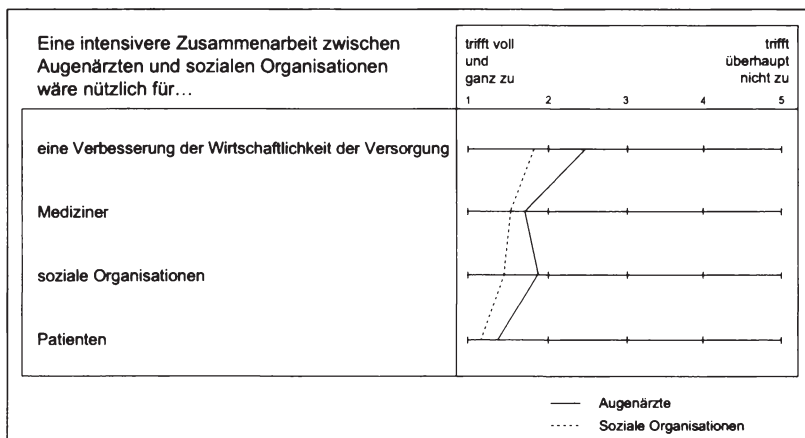 Eine intensivere Zusammenarbeit zwischen
Augenärzten und sozialen Organisationen
wäre nützlich für...
trifft voll
und
ganz zu
trifft
überhaupt
nicht zu
1 2 3 4 5
eine Verbesserung der Wirtschaftlichkeit der Versorgung
Mediziner
soziale Organisationen
Patienten
Augenärzte
Soziale Organisationen